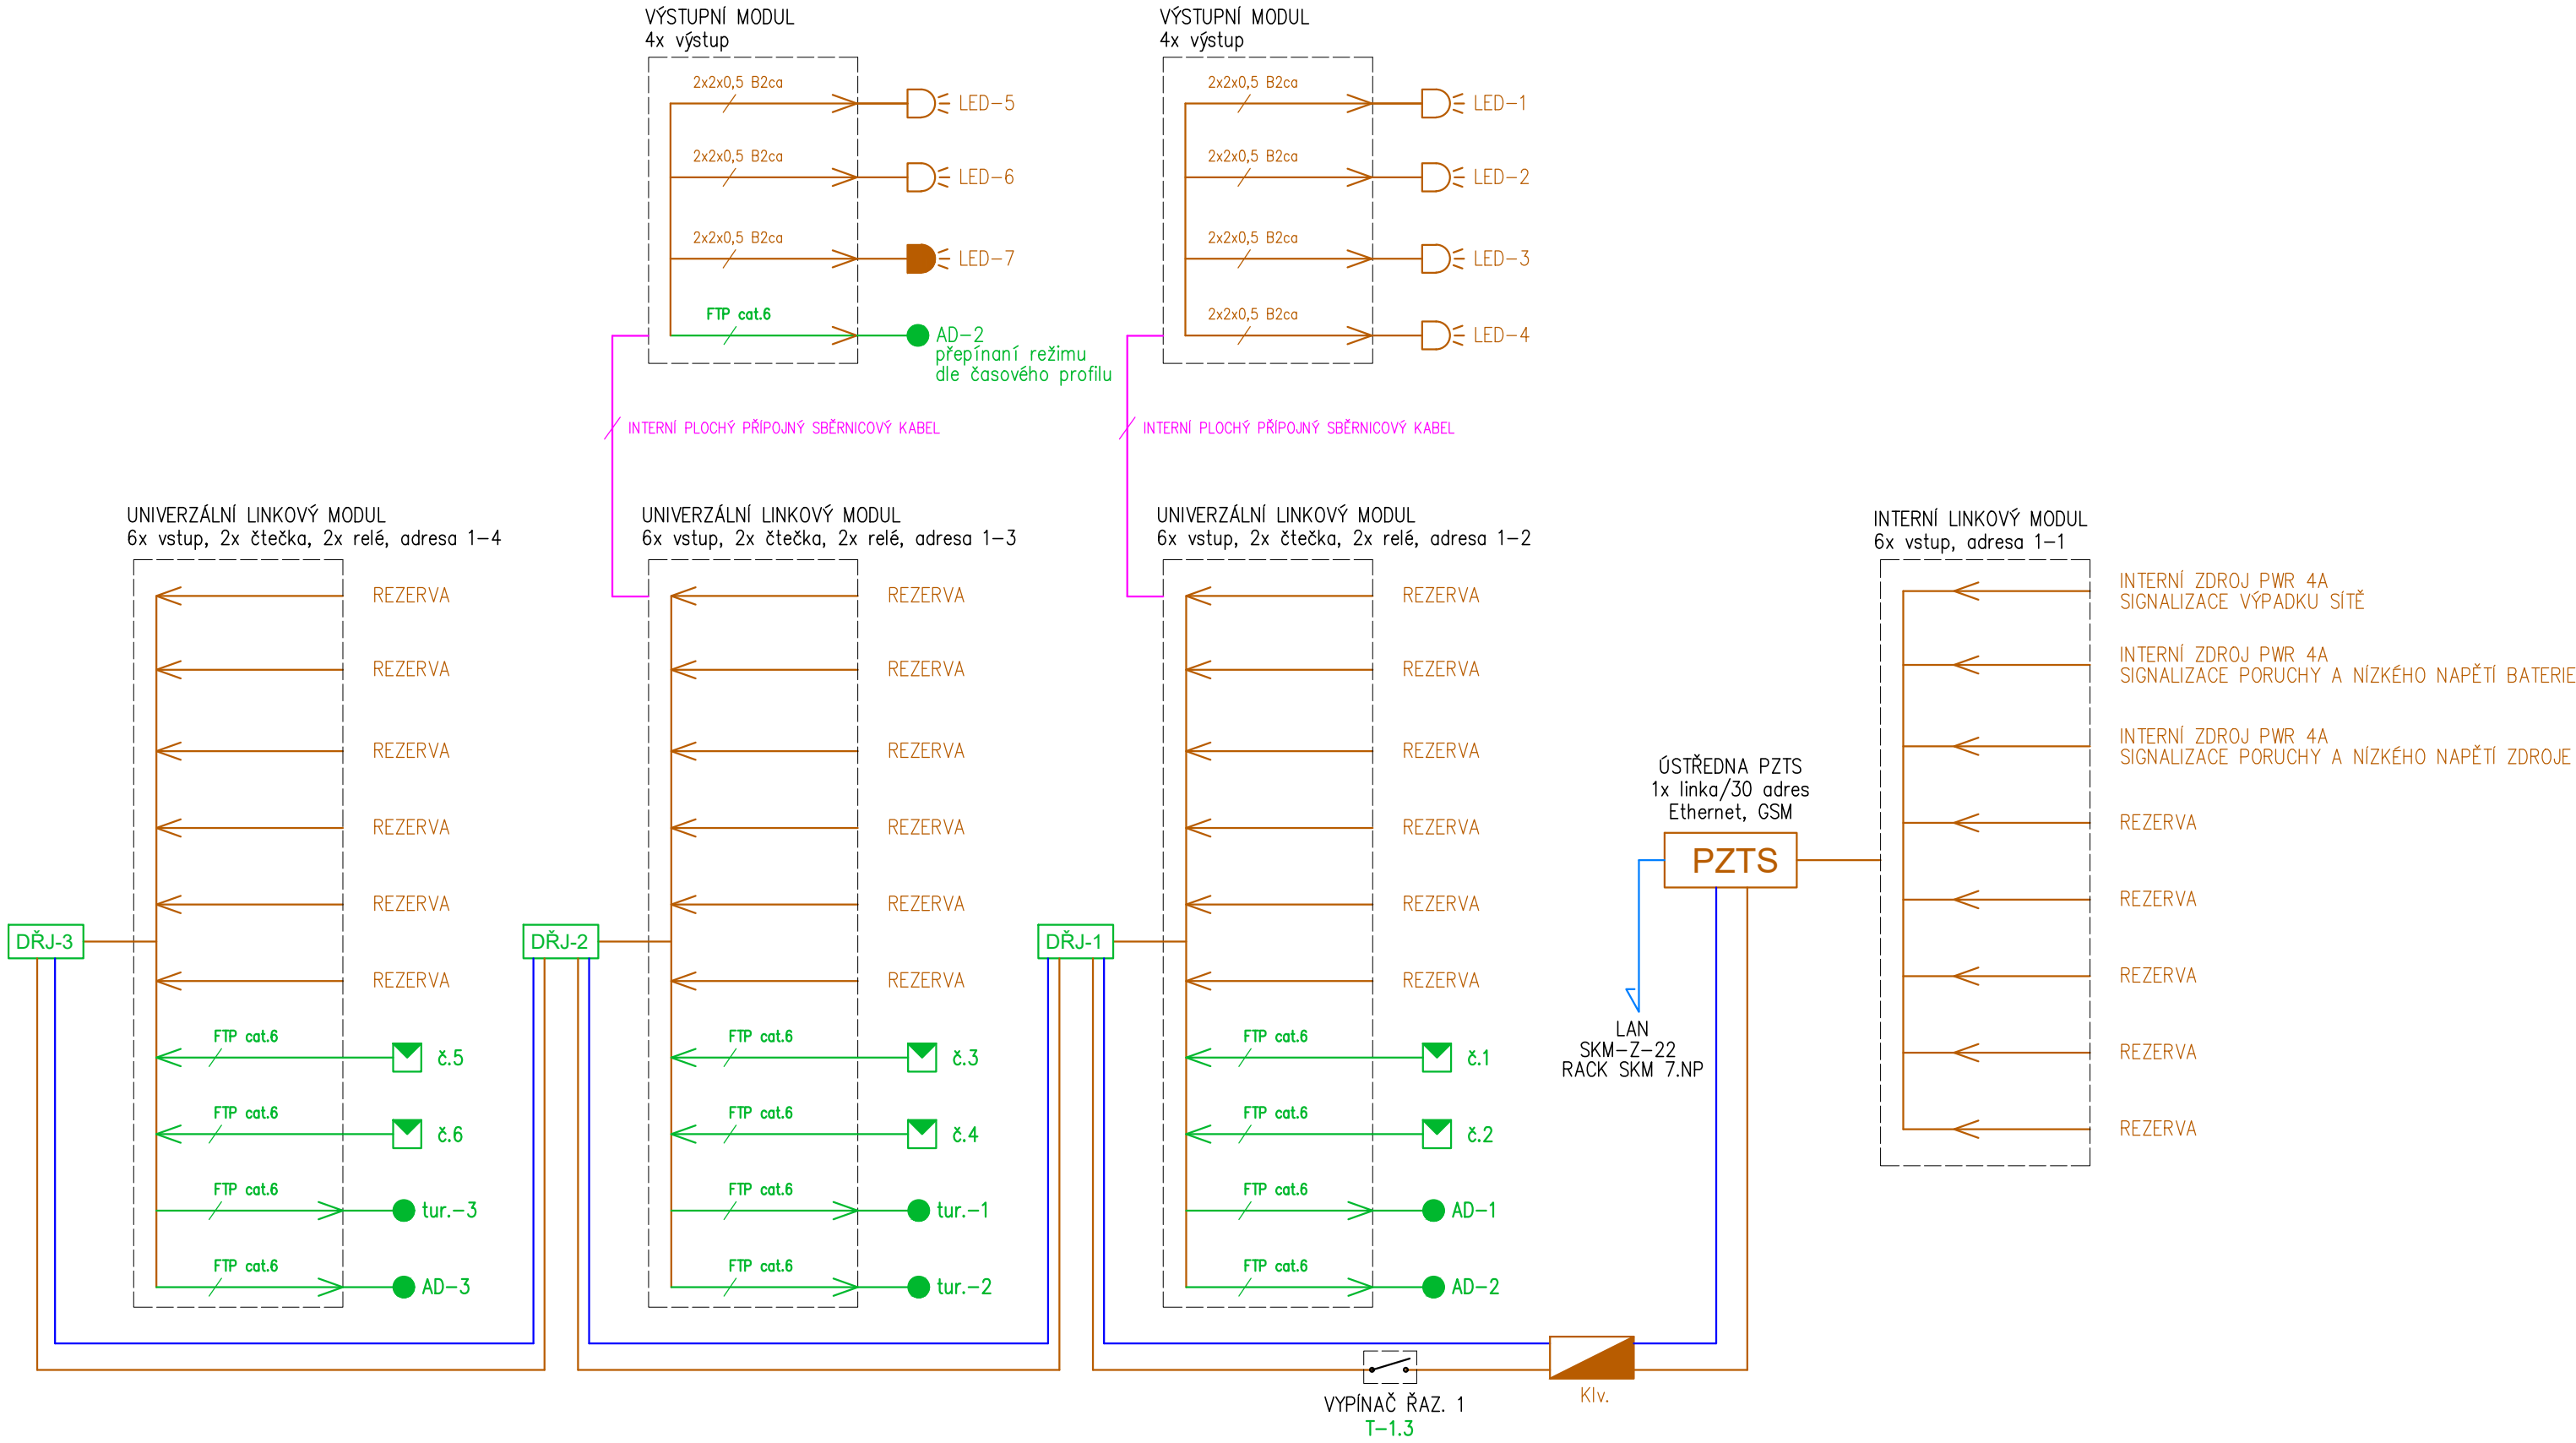 VÝSTUPNÍ MODUL
4x výstup
2x2x0,5 B2ca
LED-5
2x2x0,5 B2ca
LED-6
2x2x0,5 B2ca
LED-7
FTP cat.6
AD-2
přepínaní režimu
dle časového profilu
INTERNÍ PLOCHÝ PŘÍPOJNÝ SBĚRNICOVÝ KABEL
VÝSTUPNÍ MODUL
4x výstup
2x2x0,5 B2ca
LED-1
2x2x0,5 B2ca
LED-2
2x2x0,5 B2ca
LED-3
2x2x0,5 B2ca
LED-4
INTERNÍ PLOCHÝ PŘÍPOJNÝ SBĚRNICOVÝ KABEL
UNIVERZÁLNÍ LINKOVÝ MODUL
6x vstup, 2x čtečka, 2x relé, adresa 1-4
REZERVA
REZERVA
REZERVA
REZERVA
REZERVA
REZERVA
DŘJ-3
FTP cat.6
č.5
FTP cat.6
č.6
FTP cat.6
tur.-3
FTP cat.6
AD-3
UNIVERZÁLNÍ LINKOVÝ MODUL
6x vstup, 2x čtečka, 2x relé, adresa 1-3
REZERVA
REZERVA
REZERVA
REZERVA
REZERVA
REZERVA
DŘJ-2
FTP cat.6
č.3
FTP cat.6
č.4
FTP cat.6
tur.-1
FTP cat.6
tur.-2
UNIVERZÁLNÍ LINKOVÝ MODUL
6x vstup, 2x čtečka, 2x relé, adresa 1-2
REZERVA
REZERVA
REZERVA
REZERVA
REZERVA
REZERVA
DŘJ-1
FTP cat.6
č.1
FTP cat.6
č.2
FTP cat.6
AD-1
FTP cat.6
AD-2
ÚSTŘEDNA PZTS
1x linka/30 adres
Ethernet, GSM
PZTS
LAN
SKM-Z-22
RACK SKM 7.NP
VYPÍNAČ ŘAZ. 1
T-1.3
Klv.
INTERNÍ LINKOVÝ MODUL
6x vstup, adresa 1-1
INTERNÍ ZDROJ PWR 4A
SIGNALIZACE VÝPADKU SÍTĚ
INTERNÍ ZDROJ PWR 4A
SIGNALIZACE PORUCHY A NÍZKÉHO NAPĚTÍ BATERIE
INTERNÍ ZDROJ PWR 4A
SIGNALIZACE PORUCHY A NÍZKÉHO NAPĚTÍ ZDROJE
REZERVA
REZERVA
REZERVA
REZERVA
REZERVA